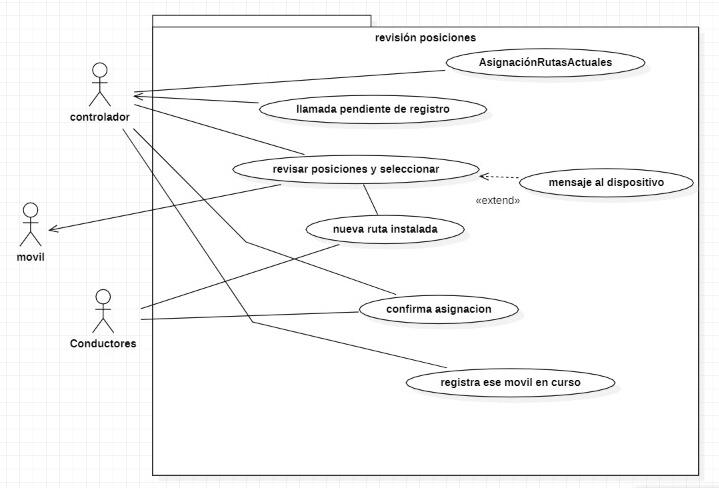 revisión posiciones
AsignaciónRutasActuales
llamada pendiente de registro
controlador
revisar posiciones y seleccionar
mensaje al dispositivo
«extend»
nueva ruta instalada
movil
confirma asignacion
Conductores
registra ese movil en curso